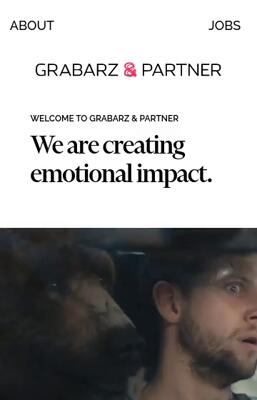 ABOUT JOBS
GRABARZ & PARTNER
WELCOME TO GRABARZ & PARTNER
We are creating
emotional impact.